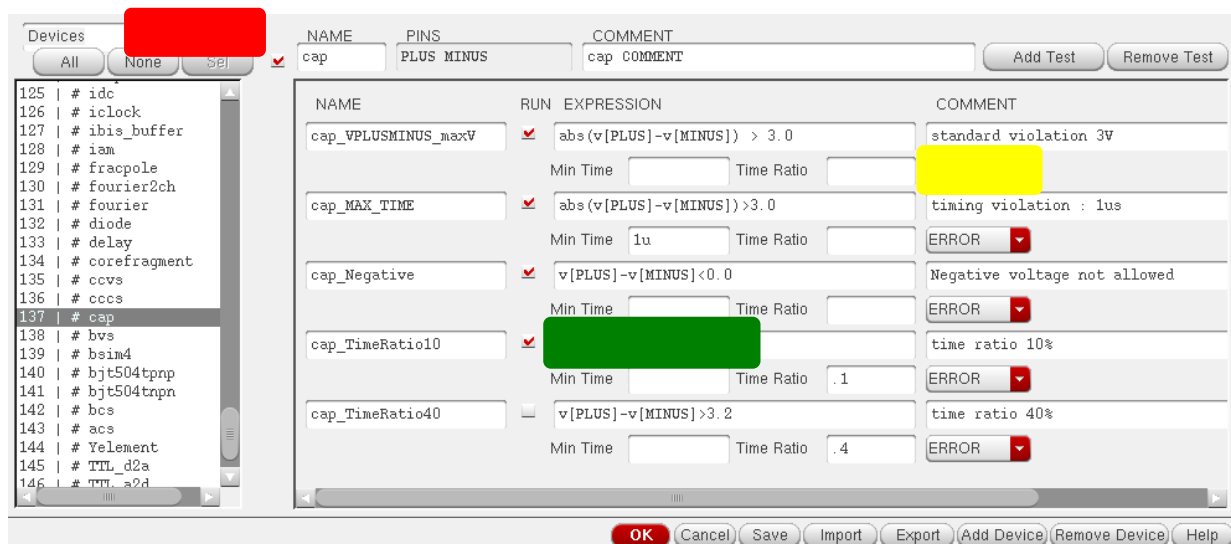 Devices
All None Sel
NAME PINS COMMENT
cap PLUS MINUS cap COMMENT Add Test Remove Test
125 | # idc
126 | # iclock
127 | # ibis_buffer
128 | # iam
129 | # fracpole
130 | # fourier2ch
131 | # fourier
132 | # diode
133 | # delay
134 | # corefragment
135 | # ccvs
136 | # cccs
137 | # cap
138 | # bvs
139 | # bsim4
140 | # bjt504tpnp
141 | # bjt504tnpn
142 | # bcs
143 | # acs
144 | # Yelement
145 | # TTL_d2a
146 | # TTL_a2d
NAME RUN EXPRESSION COMMENT
cap_VPLUSMINUS_maxV abs(v[PLUS]-v[MINUS]) > 3.0 standard violation 3V
Min Time Time Ratio
cap_MAX_TIME abs(v[PLUS]-v[MINUS])>3.0 timing violation : 1us
Min Time 1u Time Ratio ERROR
cap_Negative v[PLUS]-v[MINUS]<0.0 Negative voltage not allowed
Min Time Time Ratio ERROR
cap_TimeRatio10 time ratio 10%
Min Time Time Ratio .1 ERROR
cap_TimeRatio40 v[PLUS]-v[MINUS]>3.2 time ratio 40%
Min Time Time Ratio .4 ERROR
OK Cancel Save Import Export Add Device Remove Device Help